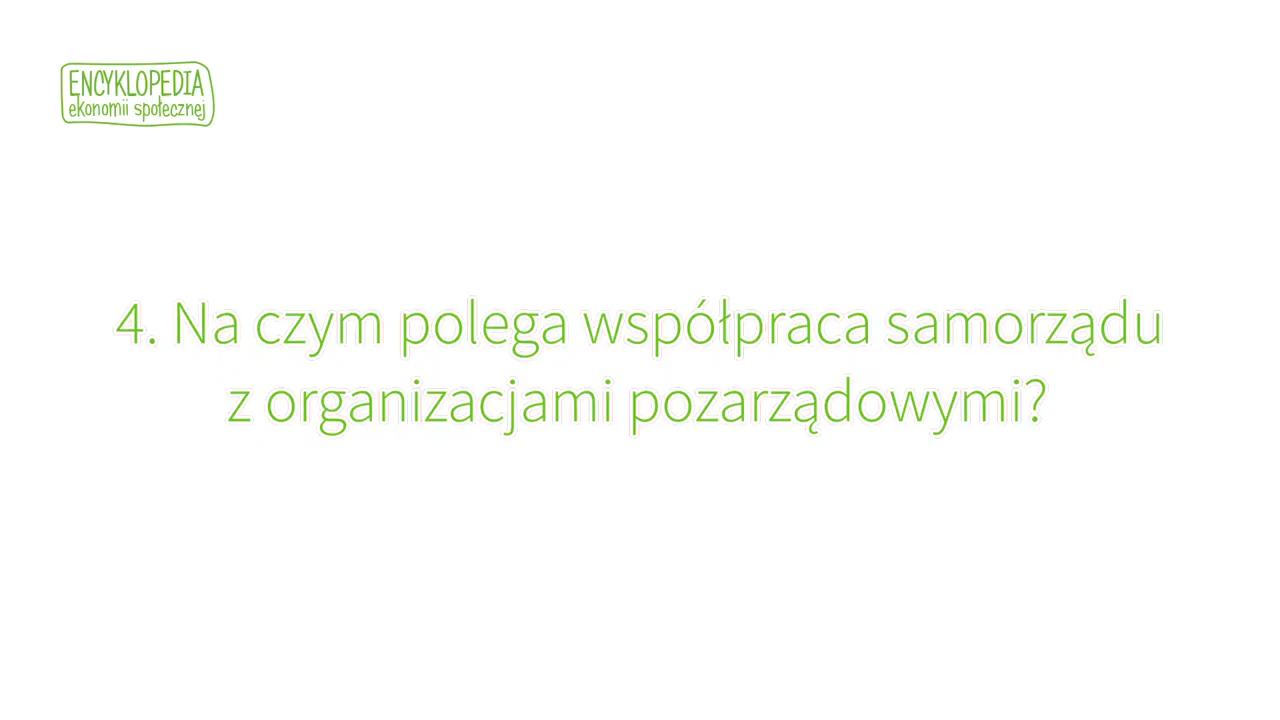 ENCYKLOPEDIA
ekonomii społecznej
4. Na czym polega współpraca samorządu
z organizacjami pozarządowymi?